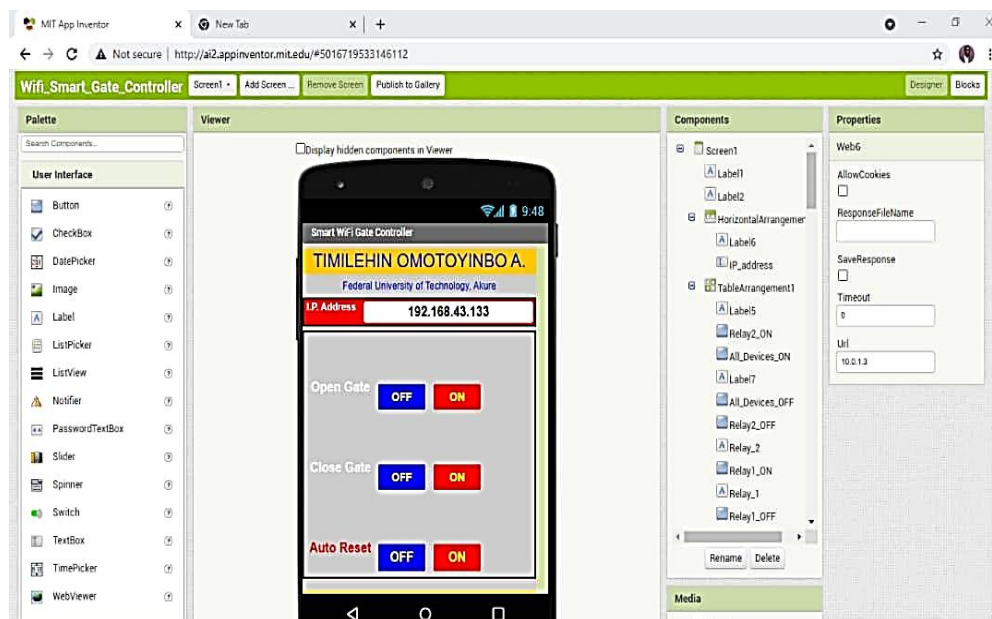 MIT App Inventor
New Tab
Not secure | http://ai2.appinventor.mit.edu/#5016719533146112
Wifi_Smart_Gate_Controller
Screen1
Add Screen ...
Remove Screen
Publish to Gallery
Designer
Blocks
Palette
Search Components...
User Interface
Button
CheckBox
DatePicker
Image
Label
ListPicker
ListView
Notifier
PasswordTextBox
Slider
Spinner
Switch
TextBox
TimePicker
WebViewer
Viewer
Display hidden components in Viewer
9:48
Smart WiFi Gate Controller
TIMILEHIN OMOTOYINBO A.
Federal University of Technology, Akure
I.P. Address
192.168.43.133
Open Gate OFF ON
Close Gate OFF ON
Auto Reset OFF ON
Components
Screen1
Label1
Label2
HorizontalArrangemer
Label6
IP_address
TableArrangement1
Label5
Relay2_ON
All_Devices_ON
Label7
All_Devices_OFF
Relay2_OFF
Relay_2
Relay1_ON
Relay_1
Relay1_OFF
Rename
Delete
Media
Properties
Web6
AllowCookies
ResponseFileName
SaveResponse
Timeout
0
Url
10.0.1.3